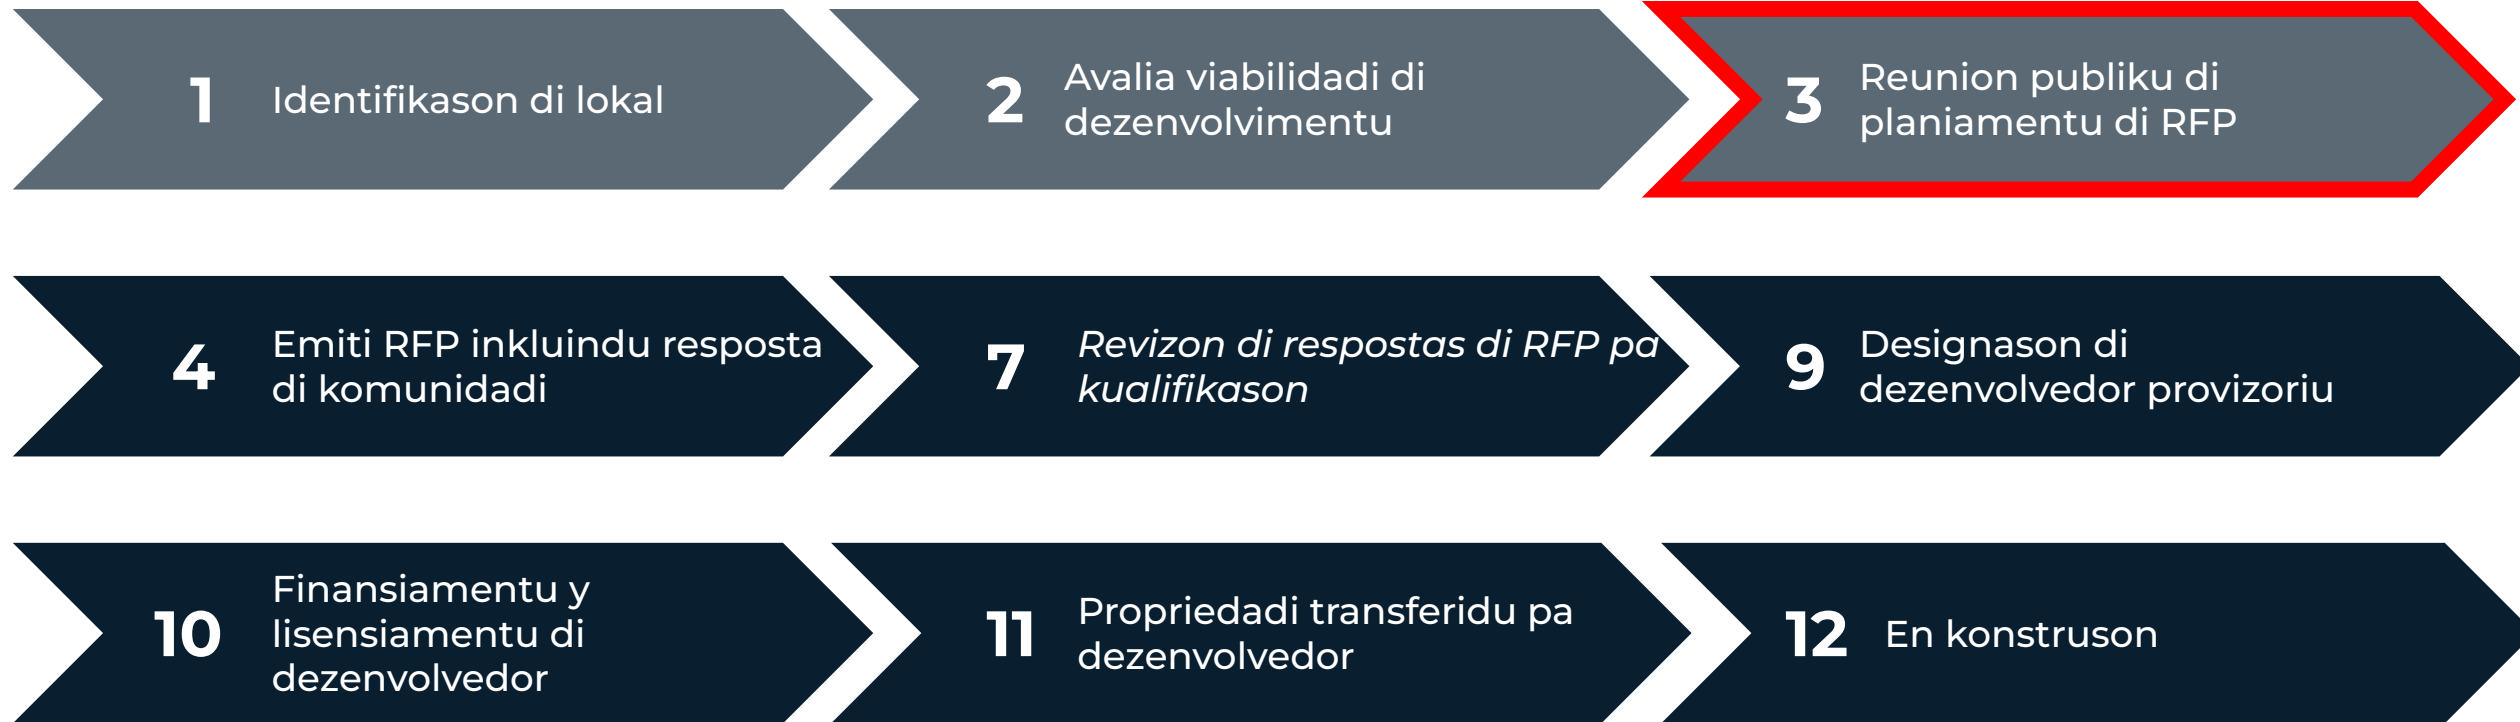 1
Identifikason di lokal
2
Avalia viabilidadi di
dezenvolvimentu
3
Reunion publiku di
planiamentu di RFP
4
Emiti RFP inkluindu resposta
di komunidadi
7
Revizon di respostas di RFP pa
kualifikason
9
Designason di
dezenvolvedor provizoriu
10
Finansiamentu y
lisensiamentu di
dezenvolvedor
11
Propriedadi transferidu pa
dezenvolvedor
12
En konstruson